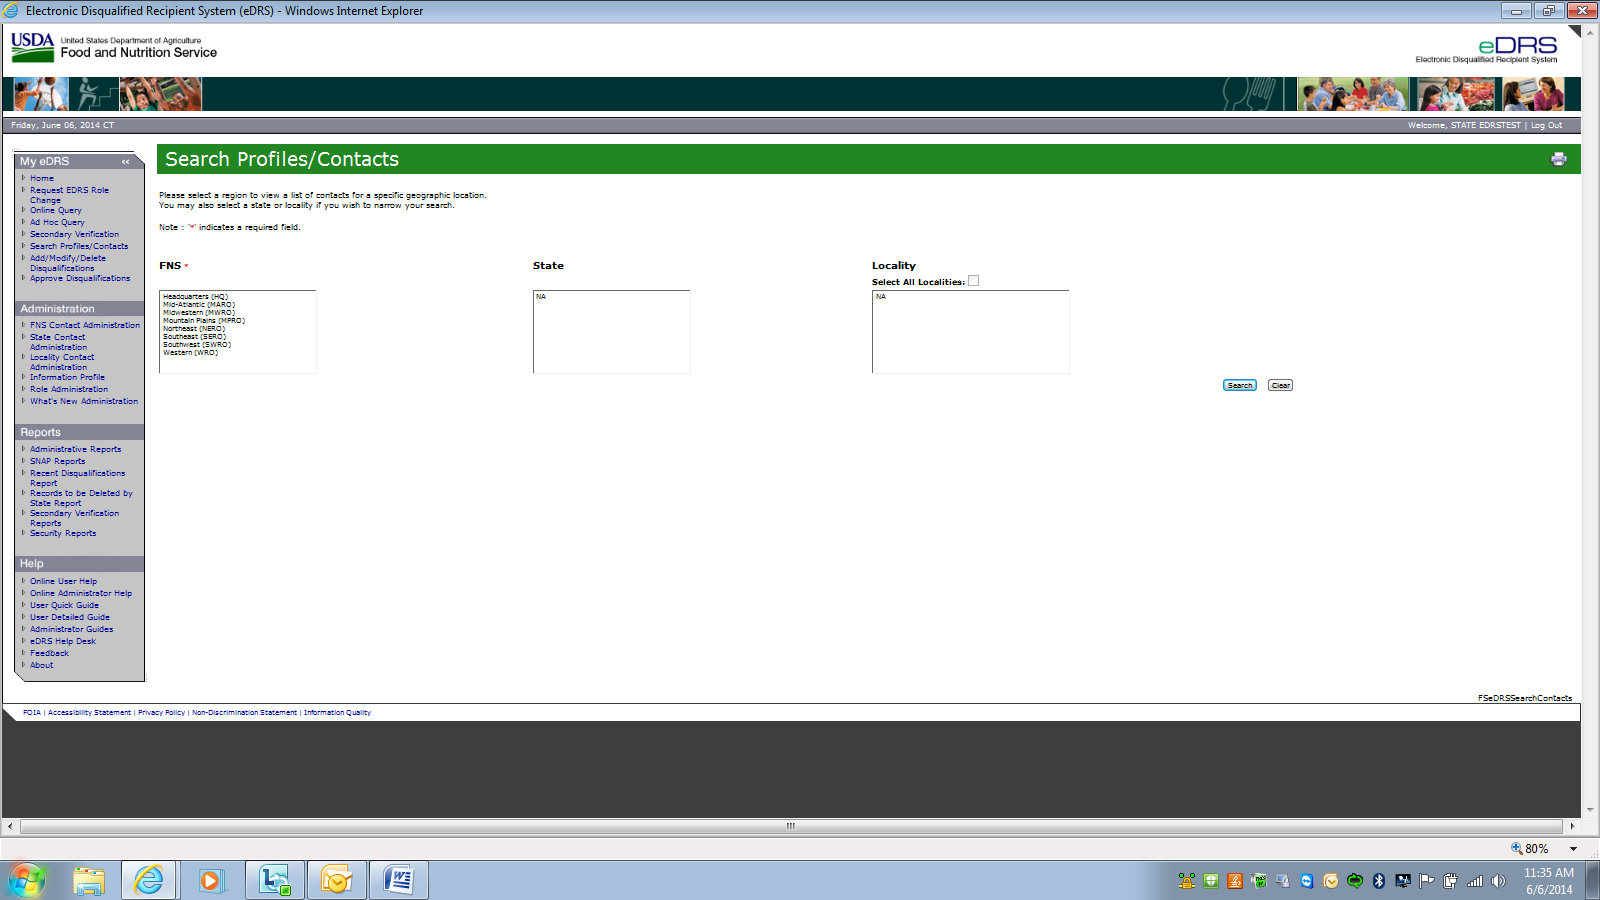 Electronic Disqualified Recipient System (eDRS) - Windows Internet Explorer
USDA
United States Department of Agriculture
Food and Nutrition Service
eDRS
Electronic Disqualified Recipient System
Friday, June 06, 2014 CT
Welcome, STATE EDRSTEST | Log Out
My eDRS «
Home
Request EDRS Role
Change
Online Query
Ad Hoc Query
Secondary Verification
Search Profiles/Contacts
Add/Modify/Delete
Disqualifications
Approve Disqualifications
Administration
FNS Contact Administration
State Contact
Administration
Locality Contact
Administration
Information Profile
Role Administration
What's New Administration
Reports
Administrative Reports
SNAP Reports
Recent Disqualifications
Report
Records to be Deleted by
State Report
Secondary Verification
Reports
Security Reports
Help
Online User Help
Online Administrator Help
User Quick Guide
User Detailed Guide
Administrator Guides
eDRS Help Desk
Feedback
About
Search Profiles/Contacts
Please select a region to view a list of contacts for a specific geographic location.
You may also select a state or locality if you wish to narrow your search.
Note : '*' indicates a required field.
FNS *
Headquarters (HQ)
Mid-Atlantic (MARO)
Midwestern (MWRO)
Mountain Plains (MPRO)
Northeast (NERO)
Southeast (SERO)
Southwest (SWRO)
Western (WRO)
State
NA
Locality
Select All Localities:
NA
Search Clear
FSeDRSSearchContacts
FOIA | Accessibility Statement | Privacy Policy | Non-Discrimination Statement | Information Quality
80%
11:35 AM
6/6/2014